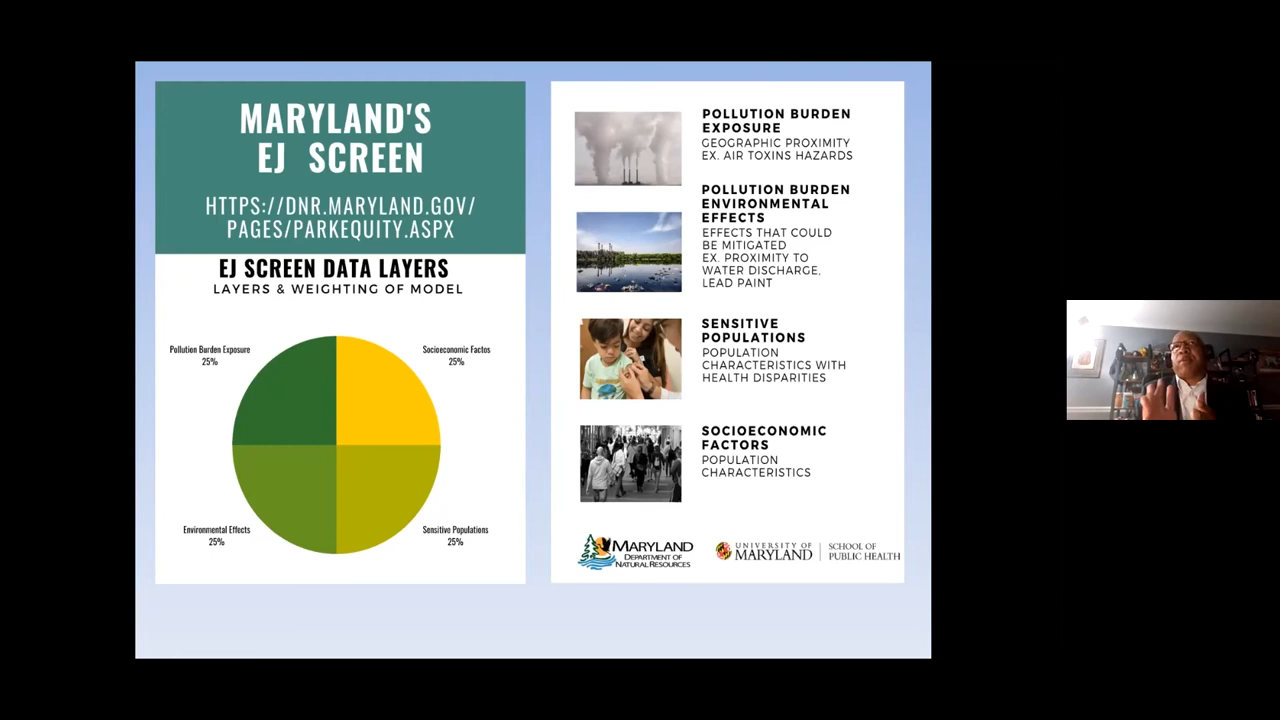 MARYLAND'S
EJ SCREEN
HTTPS://DNR.MARYLAND.GOV/
PAGES/PARKEQUITY.ASPX
EJ SCREEN DATA LAYERS
LAYERS & WEIGHTING OF MODEL
Pollution Burden Exposure
25%
Socioeconomic Factos
25%
Environmental Effects
25%
Sensitive Populations
25%
POLLUTION BURDEN
EXPOSURE
GEOGRAPHIC PROXIMITY
EX. AIR TOXINS HAZARDS
POLLUTION BURDEN
ENVIRONMENTAL
EFFECTS
EFFECTS THAT COULD
BE MITIGATED
EX. PROXIMITY TO
WATER DISCHARGE,
LEAD PAINT
SENSITIVE
POPULATIONS
POPULATION
CHARACTERISTICS WITH
HEALTH DISPARITIES
SOCIOECONOMIC
FACTORS
POPULATION
CHARACTERISTICS
MARYLAND
DEPARTMENT OF
NATURAL RESOURCES
UNIVERSITY OF
MARYLAND
SCHOOL OF
PUBLIC HEALTH